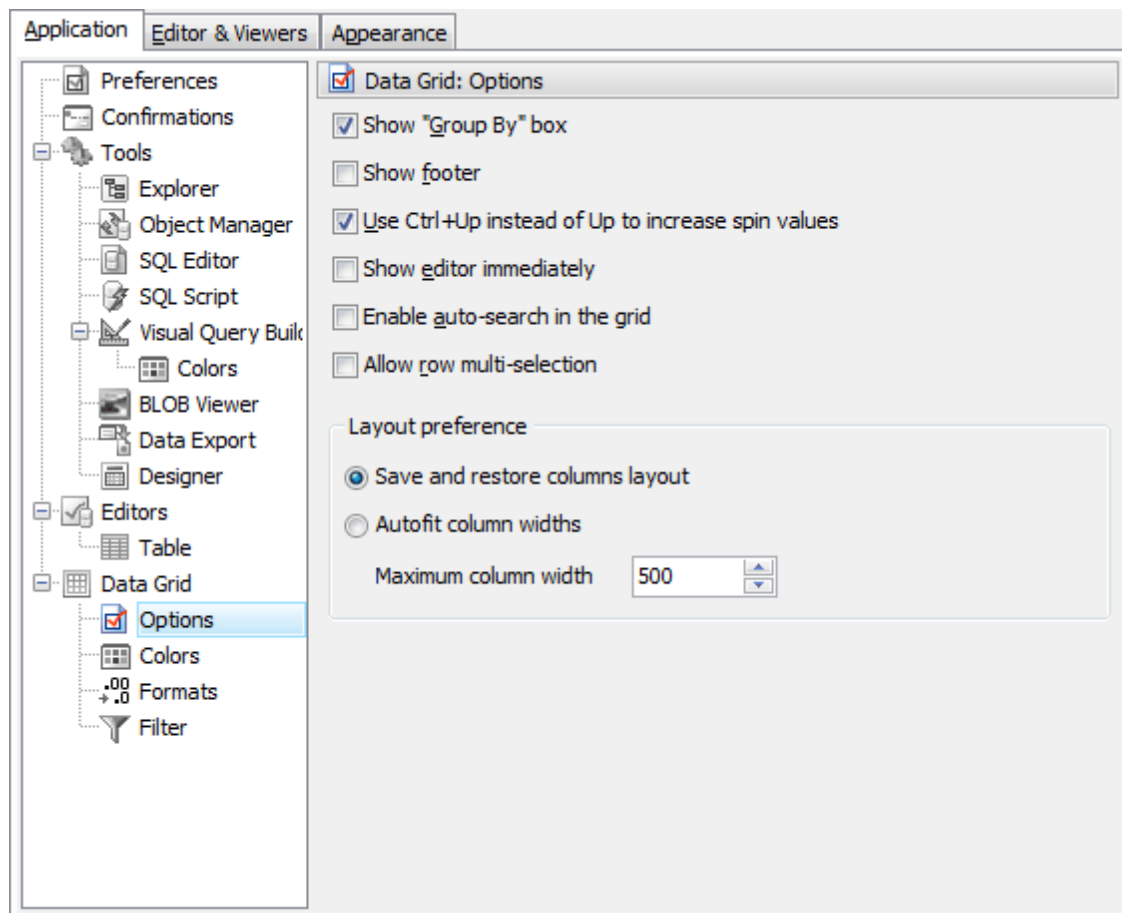 Application Editor & Viewers Appearance
Preferences
Confirmations
Tools
Explorer
Object Manager
SQL Editor
SQL Script
Visual Query Build
Colors
BLOB Viewer
Data Export
Designer
Editors
Table
Data Grid
Options
Colors
Formats
Filter
Data Grid: Options
Show "Group By" box
Show footer
Use Ctrl+Up instead of Up to increase spin values
Show editor immediately
Enable auto-search in the grid
Allow row multi-selection
Layout preference
Save and restore columns layout
Autofit column widths
Maximum column width 500